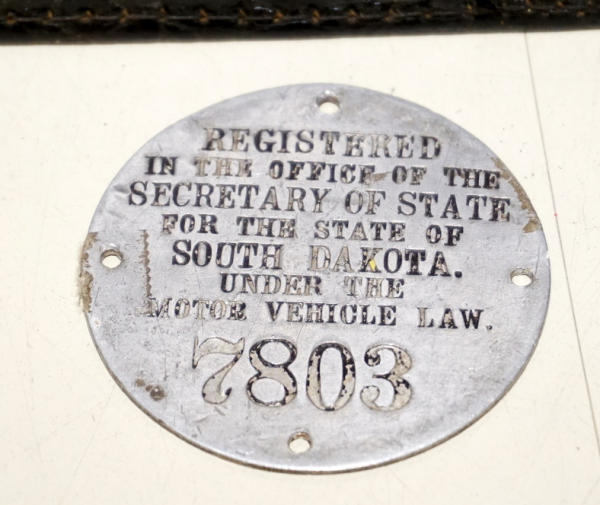 REGISTERED
IN THE OFFICE OF THE
SECRETARY OF STATE
FOR THE STATE OF
SOUTH DAKOTA.
UNDER THE
MOTOR VEHICLE LAW.
7803